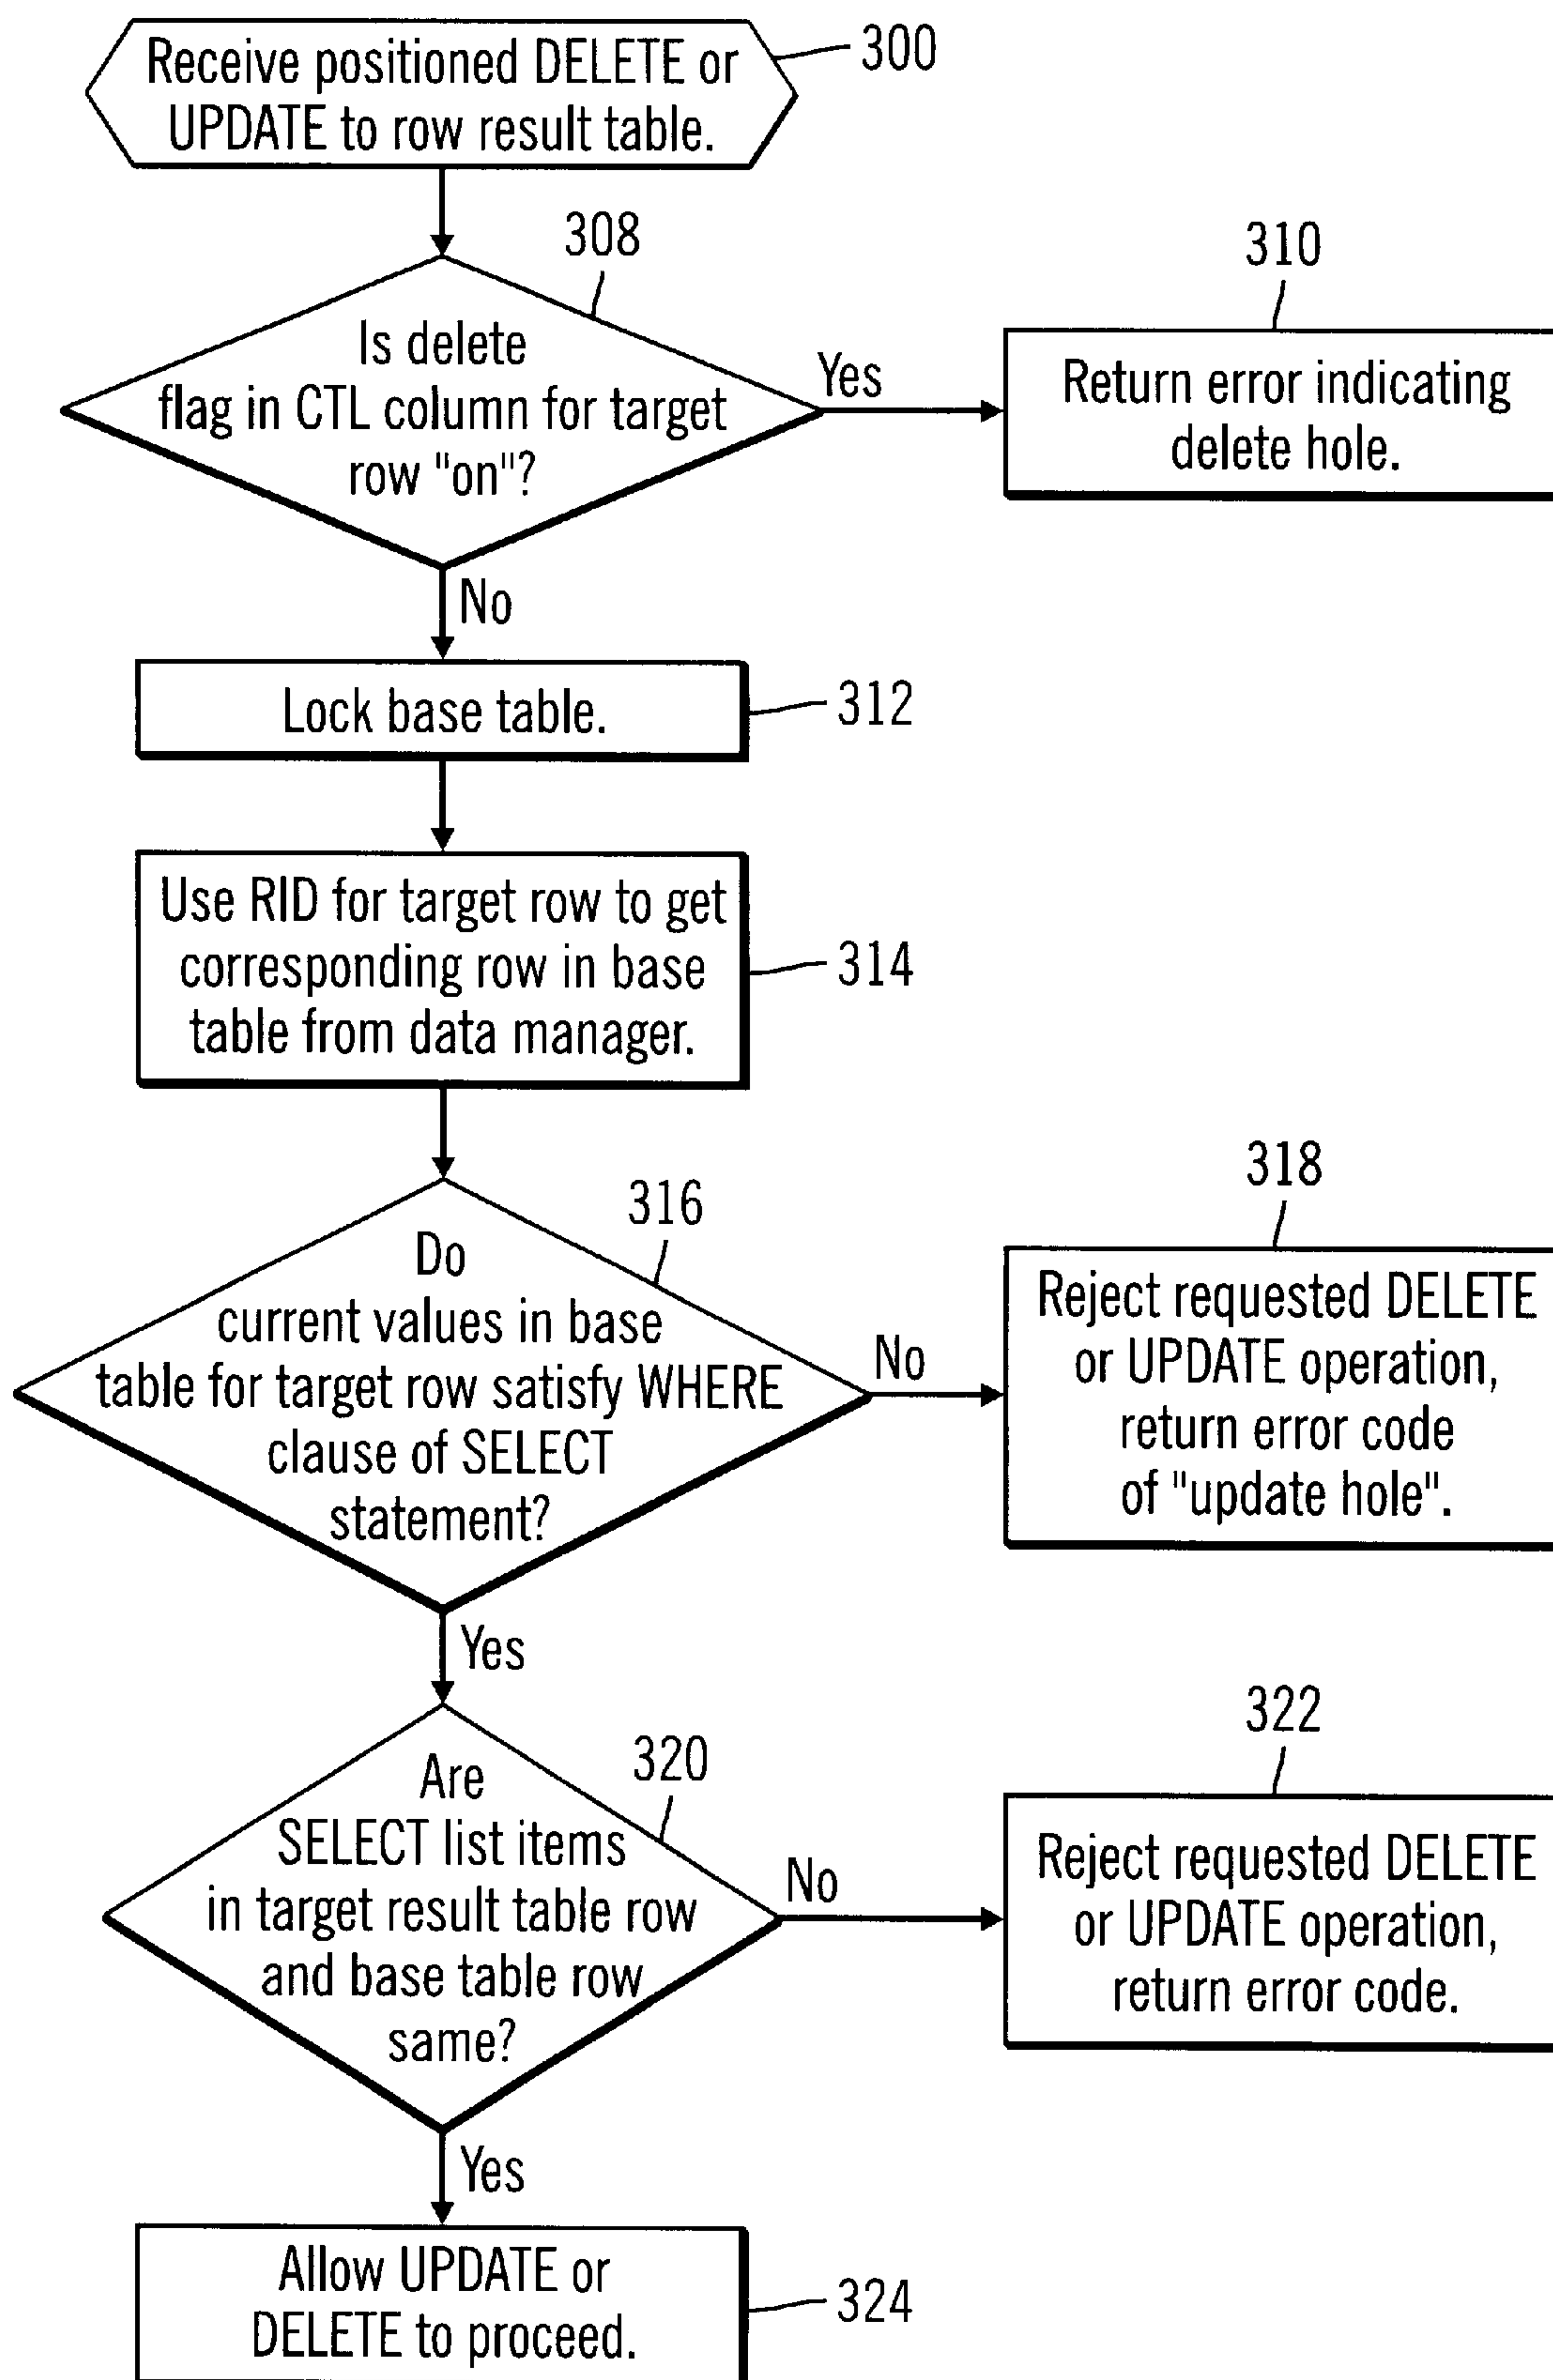 Receive positioned DELETE or
UPDATE to row result table.
300
308
Is delete
flag in CTL column for target
row "on"?
Yes
310
Return error indicating
delete hole.
No
Lock base table.
312
Use RID for target row to get
corresponding row in base
table from data manager.
314
316
Do
current values in base
table for target row satisfy WHERE
clause of SELECT
statement?
No
318
Reject requested DELETE
or UPDATE operation,
return error code
of "update hole".
Yes
320
Are
SELECT list items
in target result table row
and base table row
same?
No
322
Reject requested DELETE
or UPDATE operation,
return error code.
Yes
Allow UPDATE or
DELETE to proceed.
324